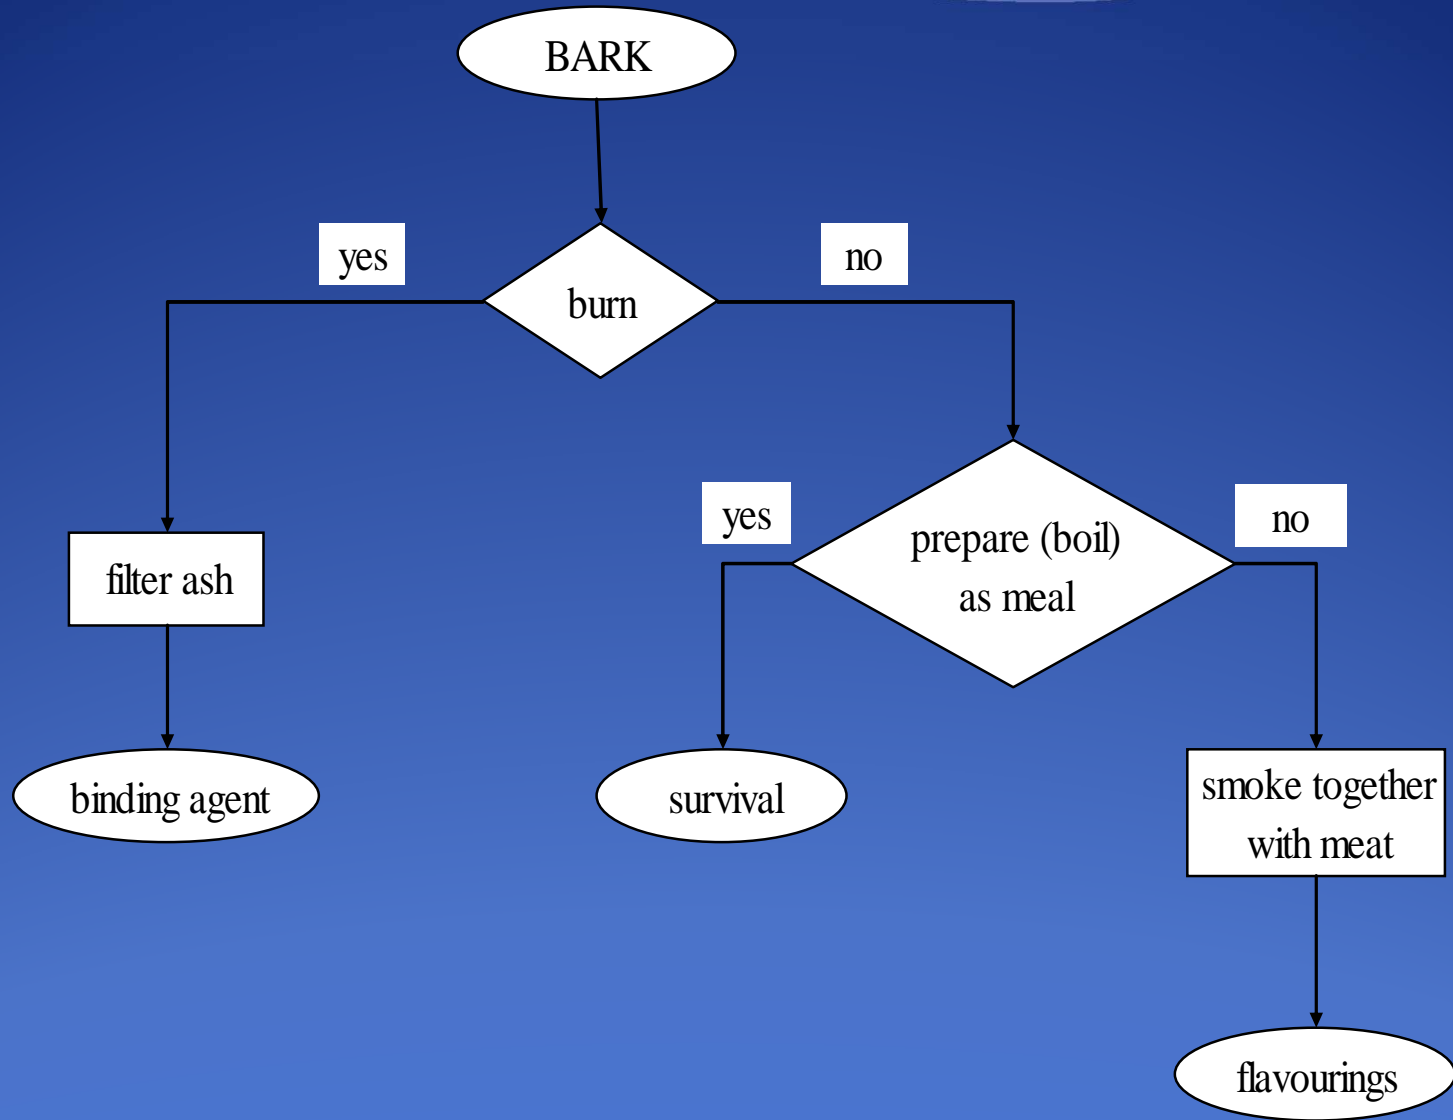 BARK
yes
no
burn
yes
no
prepare (boil)
as meal
filter ash
binding agent
survival
smoke together
with meat
flavourings